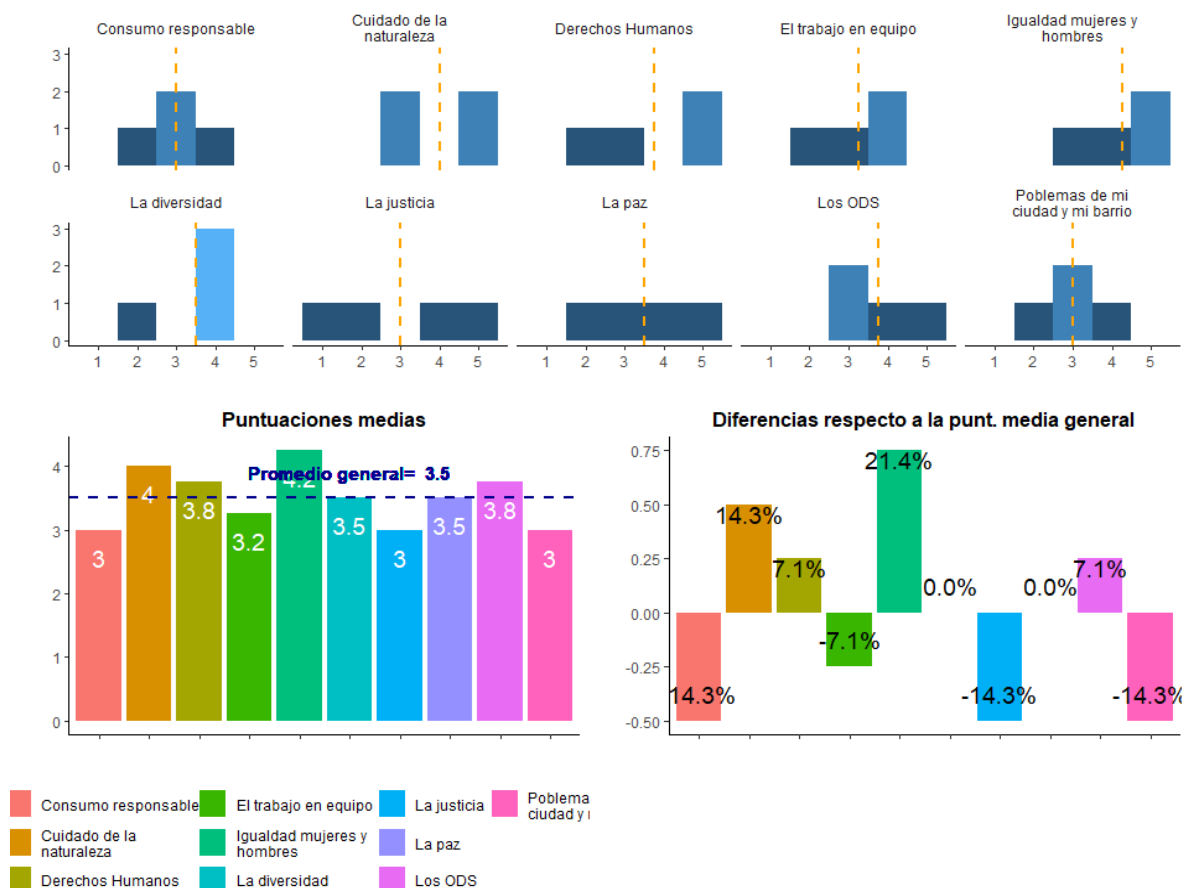 Consumo responsable
Cuidado de la
naturaleza
Derechos Humanos
El trabajo en equipo
Igualdad mujeres y
hombres
3
2
1
0
La diversidad
La justicia
La paz
Los ODS
Poblemas de mi
ciudad y mi barrio
3
2
1
0
1 2 3 4 5
1 2 3 4 5
1 2 3 4 5
1 2 3 4 5
1 2 3 4 5
Puntuaciones medias
4
3
2
1
0
Promedio general= 3.5
3
4
3.8
3.2
4.2
3.5
3
3.5
3.8
3
Diferencias respecto a la punt. media general
0.75
0.50
0.25
0.00
-0.25
-0.50
14.3%
14.3%
7.1%
-7.1%
21.4%
0.0%
-14.3%
0.0%
7.1%
-14.3%
Consumo responsable
El trabajo en equipo
La justicia
Poblema
ciudad y
Cuidado de la
naturaleza
Igualdad mujeres y
hombres
La paz
Derechos Humanos
La diversidad
Los ODS